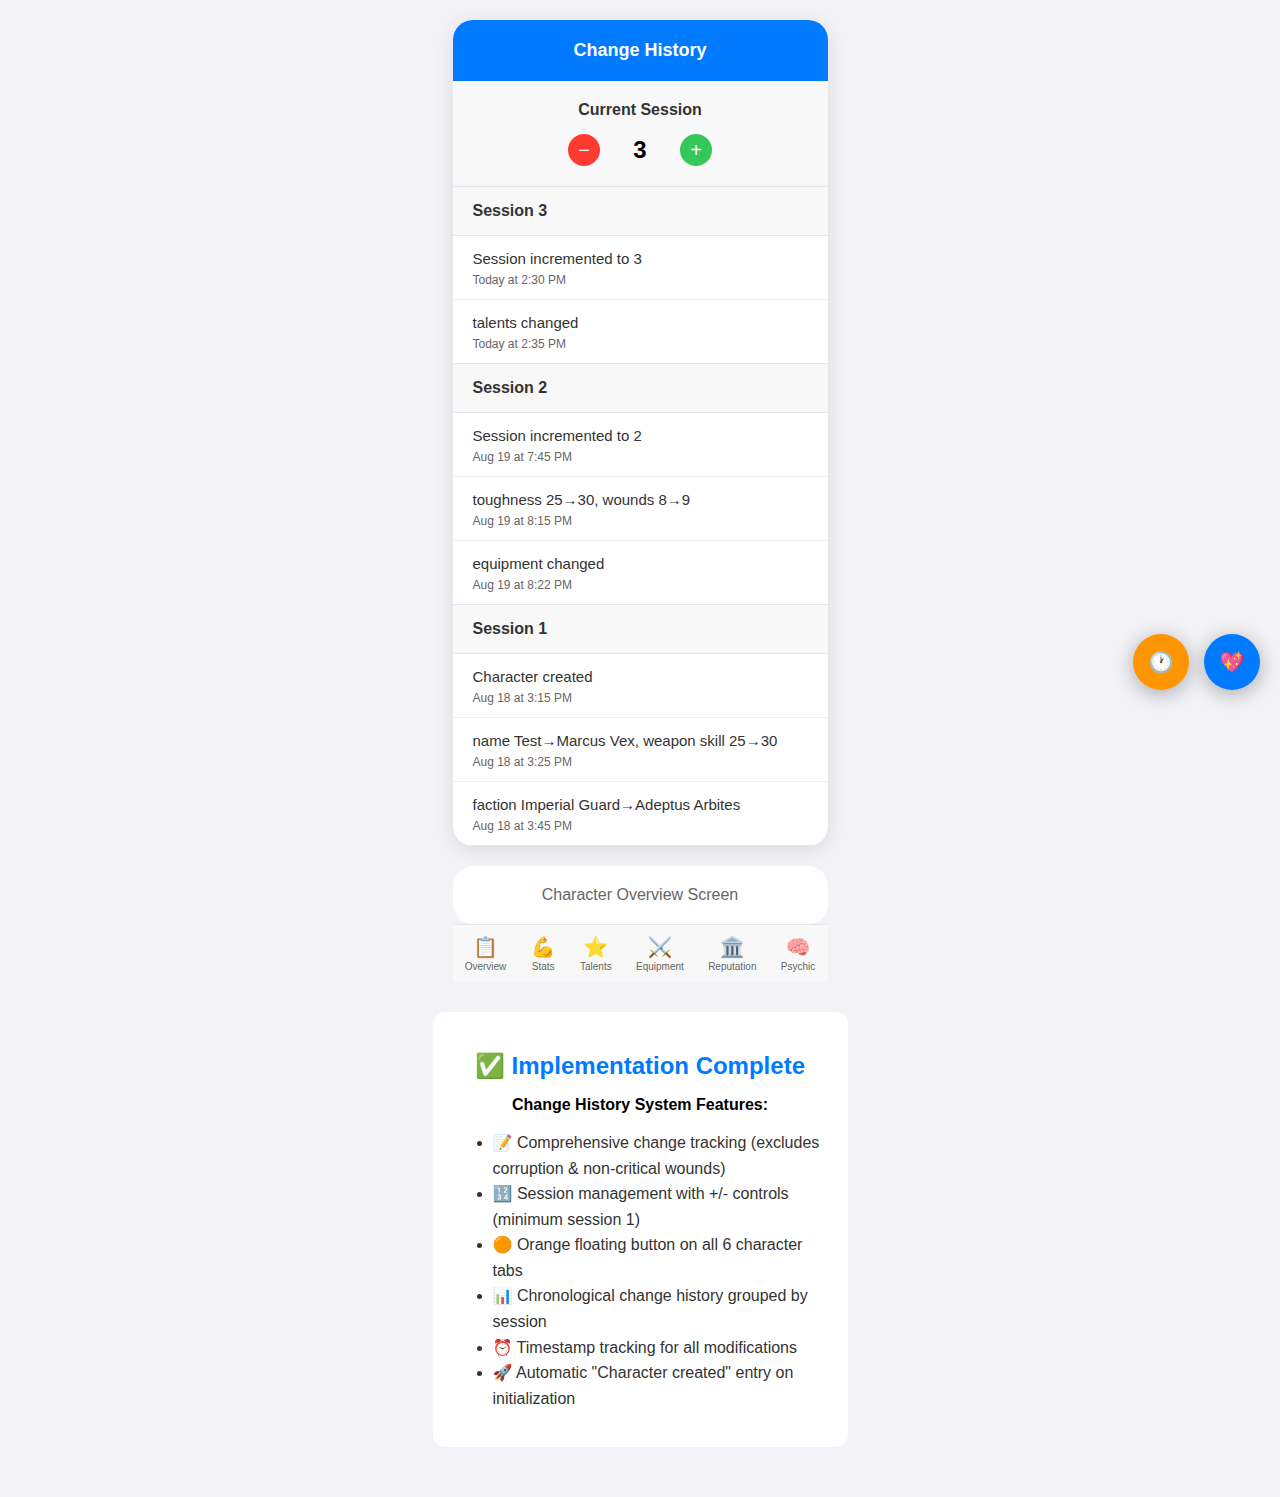 Change History
Current Session
− 3 +
Session 3
Session incremented to 3
Today at 2:30 PM
talents changed
Today at 2:35 PM
Session 2
Session incremented to 2
Aug 19 at 7:45 PM
toughness 25→30, wounds 8→9
Aug 19 at 8:15 PM
equipment changed
Aug 19 at 8:22 PM
Session 1
Character created
Aug 18 at 3:15 PM
name Test→Marcus Vex, weapon skill 25→30
Aug 18 at 3:25 PM
faction Imperial Guard→Adeptus Arbites
Aug 18 at 3:45 PM
Character Overview Screen
Overview Stats Talents Equipment Reputation Psychic
✅ Implementation Complete
Change History System Features:
• 📝 Comprehensive change tracking (excludes
corruption & non-critical wounds)
• 🔢 Session management with +/- controls
(minimum session 1)
• 🟠 Orange floating button on all 6 character
tabs
• 📊 Chronological change history grouped by
session
• ⏰ Timestamp tracking for all modifications
• 🚀 Automatic "Character created" entry on
initialization